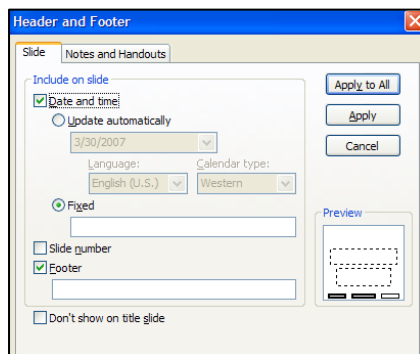 Header and Footer
Slide
Notes and Handouts
Include on slide
Date and time
Update automatically
3/30/2007
Language:
Calendar type:
English (U.S.)
Western
Fixed
Slide number
Footer
Don't show on title slide
Apply to All
Apply
Cancel
Preview